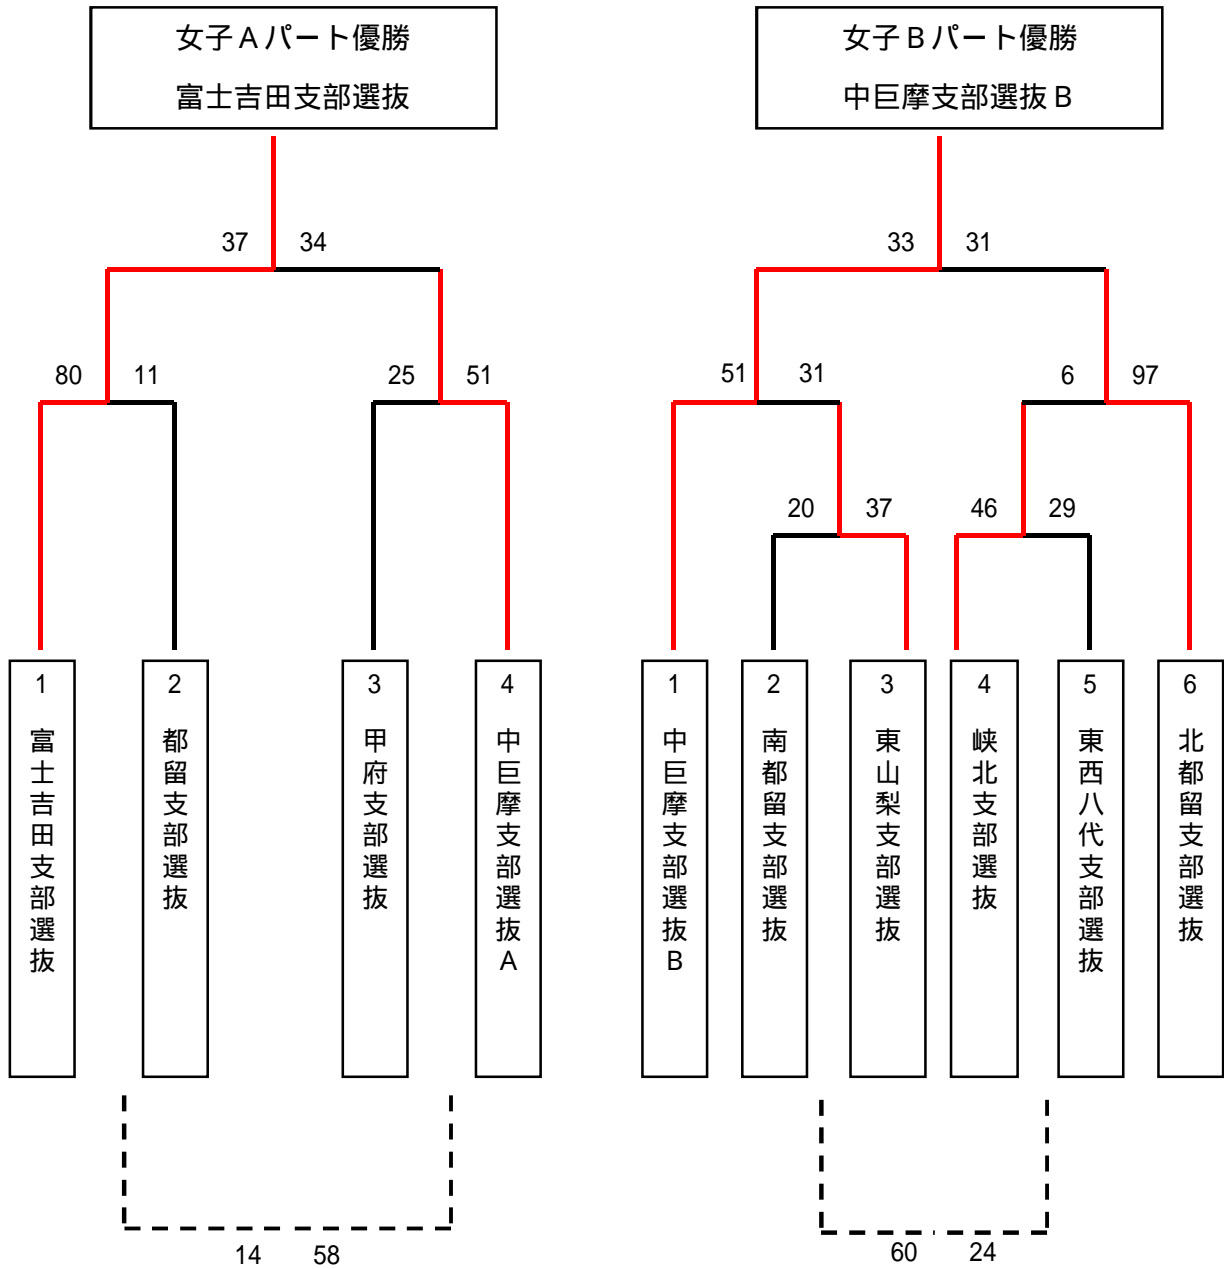 女子Aパート優勝
富士吉田支部選抜
女子Bパート優勝
中巨摩支部選抜B
37 34
33 31
80 11
25 51
51 31
6 97
20 37
46 29
1
富士吉田支部選抜
2
都留支部選抜
3
甲府支部選抜
4
中巨摩支部選抜A
1
中巨摩支部選抜B
2
南都留支部選抜
3
東山梨支部選抜
4
峡北支部選抜
5
東西八代支部選抜
6
北都留支部選抜
14 58
60 24